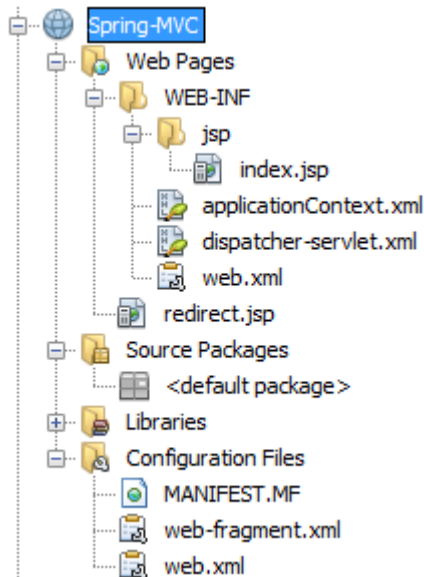 Spring-MVC
Web Pages
WEB-INF
jsp
index.jsp
applicationContext.xml
dispatcher-servlet.xml
web.xml
redirect.jsp
Source Packages
<default package>
Libraries
Configuration Files
MANIFEST.MF
web-fragment.xml
web.xml